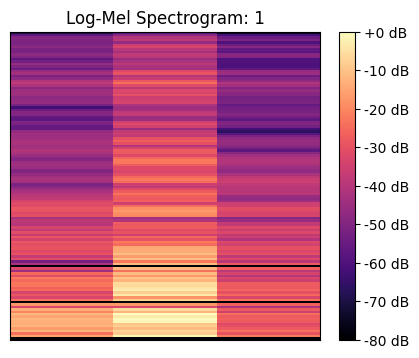 Log-Mel Spectrogram: 1
+0 dB
-10 dB
-20 dB
-30 dB
-40 dB
-50 dB
-60 dB
-70 dB
-80 dB